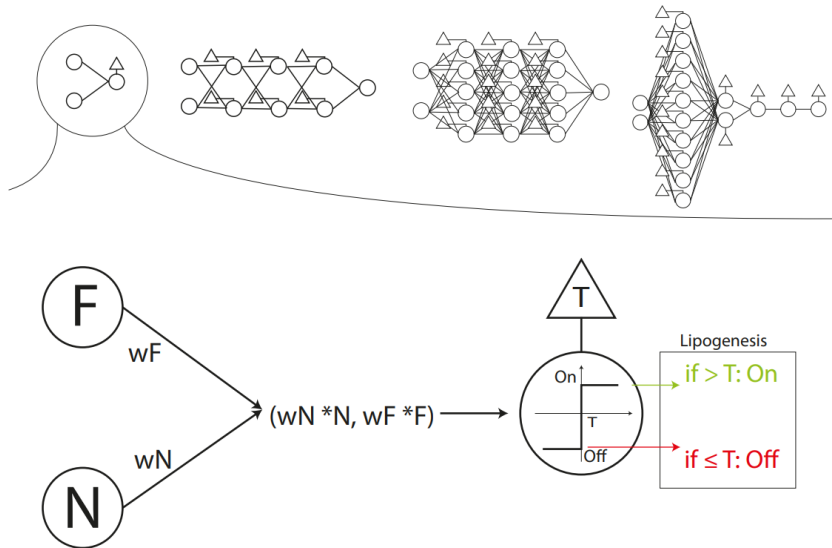 F
wF
N
wN
(wN *N, wF *F)
T
On
T
Off
Lipogenesis
if > T: On
if ≤ T: Off